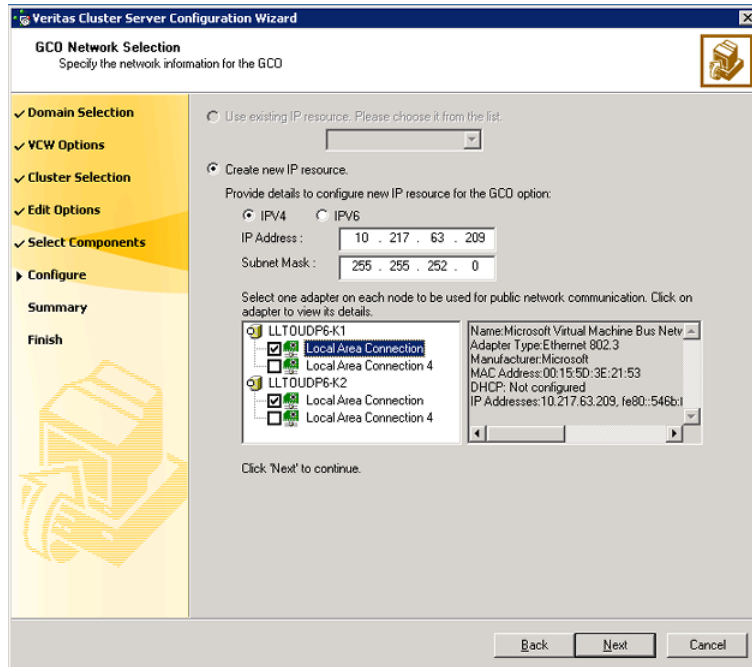 Veritas Cluster Server Configuration Wizard
GCO Network Selection
Specify the network information for the GCO
Domain Selection
VCW Options
Cluster Selection
Edit Options
Select Components
Configure
Summary
Finish
Use existing IP resource. Please choose it from the list.
Create new IP resource.
Provide details to configure new IP resource for the GCO option:
IPV4 IPV6
IP Address : 10 . 217 . 63 . 209
Subnet Mask : 255 . 255 . 252 . 0
Select one adapter on each node to be used for public network communication. Click on
adapter to view its details.
LLTOUDP6-K1
Local Area Connection
Local Area Connection 4
LLTOUDP6-K2
Local Area Connection
Local Area Connection 4
Name:Microsoft Virtual Machine Bus Netw
Adapter Type:Ethernet 802.3
Manufacturer:Microsoft
MAC Address:00:15:5D:3E:21:53
DHCP: Not configured
IP Addresses:10.217.63.209, fe80::546b:
Click 'Next' to continue.
Back Next Cancel